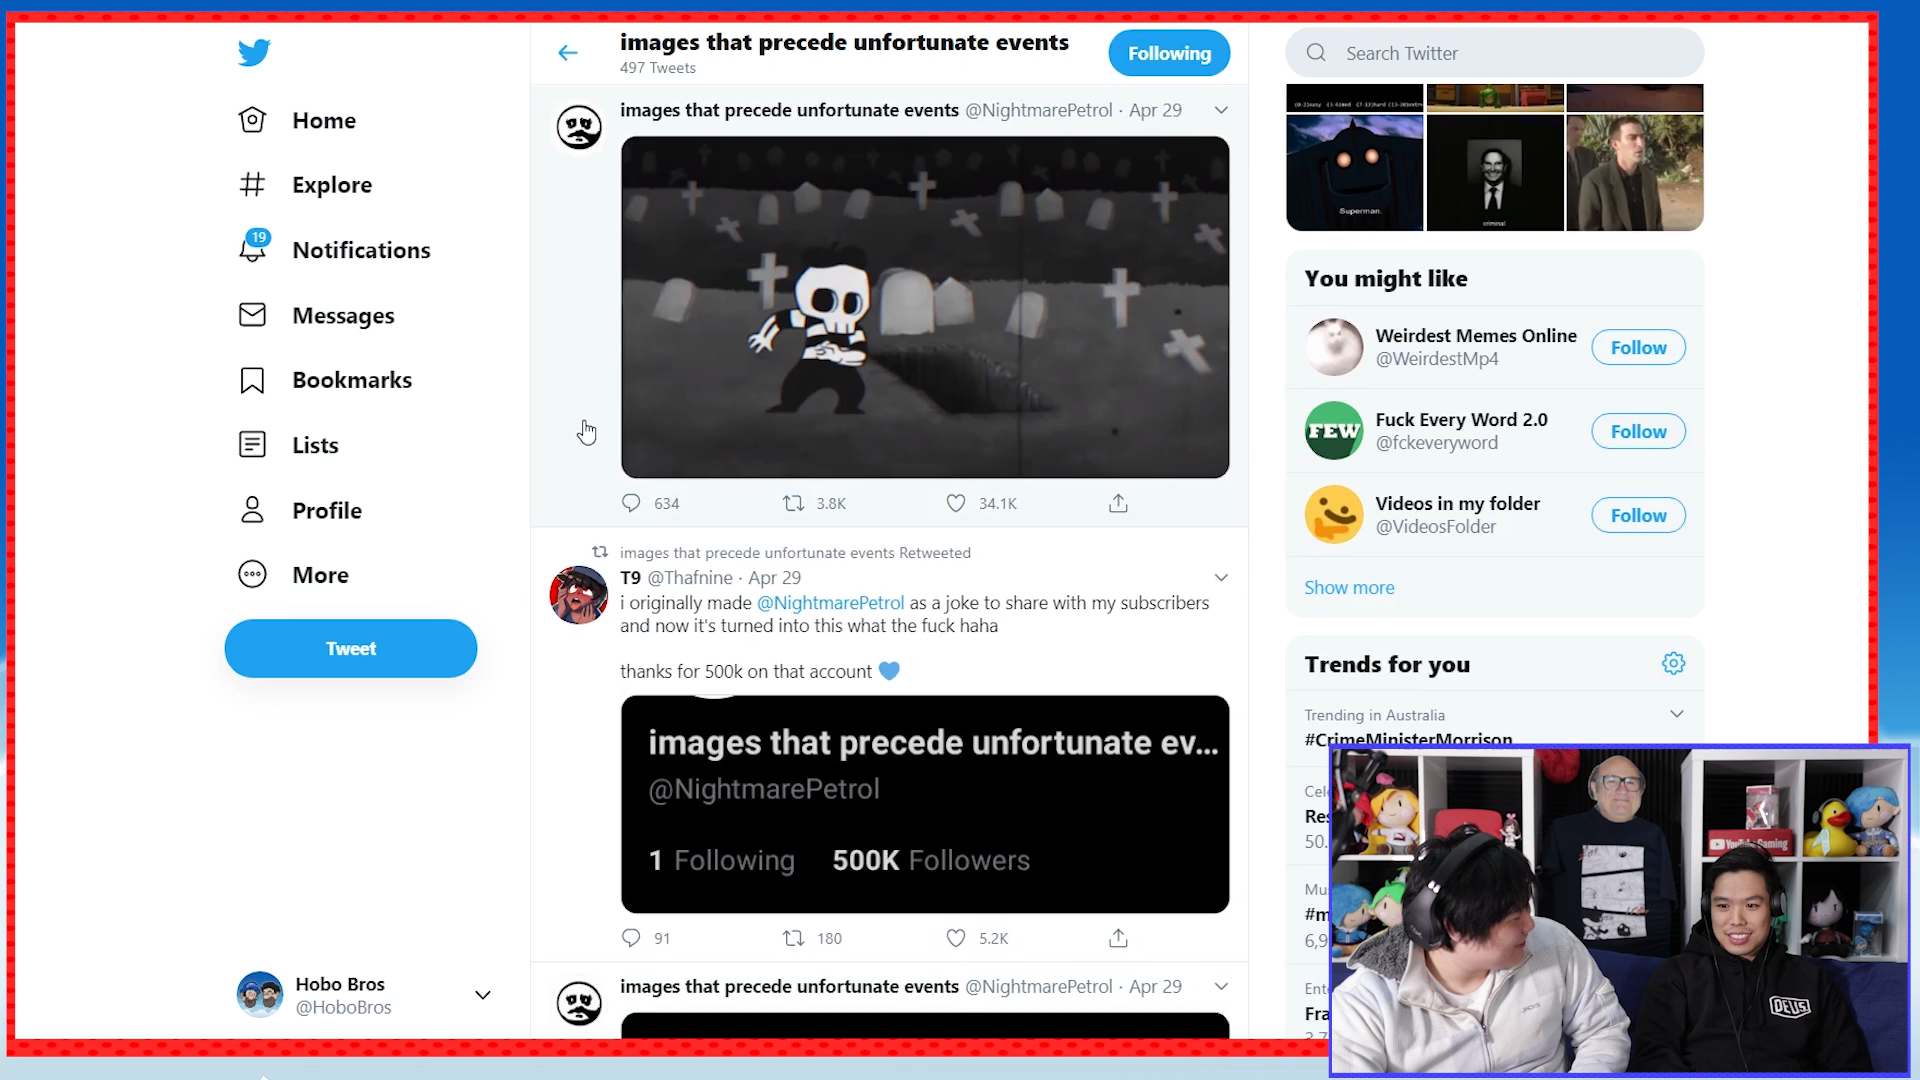 Home
Explore
19
Notifications
Messages
Bookmarks
Lists
Profile
More
Tweet
Hobo Bros
@HoboBros
images that precede unfortunate events
497 Tweets
Following
images that precede unfortunate events @NightmarePetrol · Apr 29
634
3.8K
34.1K
images that precede unfortunate events Retweeted
T9 @Thafnine · Apr 29
i originally made @NightmarePetrol as a joke to share with my subscribers
and now it's turned into this what the fuck haha
thanks for 500k on that account
images that precede unfortunate ev...
@NightmarePetrol
1 Following 500K Followers
91
180
5.2K
images that precede unfortunate events @NightmarePetrol · Apr 29
Search Twitter
Superman.
criminal
You might like
Weirdest Memes Online
@WeirdestMp4
Follow
FEW
Fuck Every Word 2.0
@fckeveryword
Follow
Videos in my folder
@VideosFolder
Follow
Show more
Trends for you
Trending in Australia
#CrimeMinisterMorrison
YouTube Gaming
DEUS